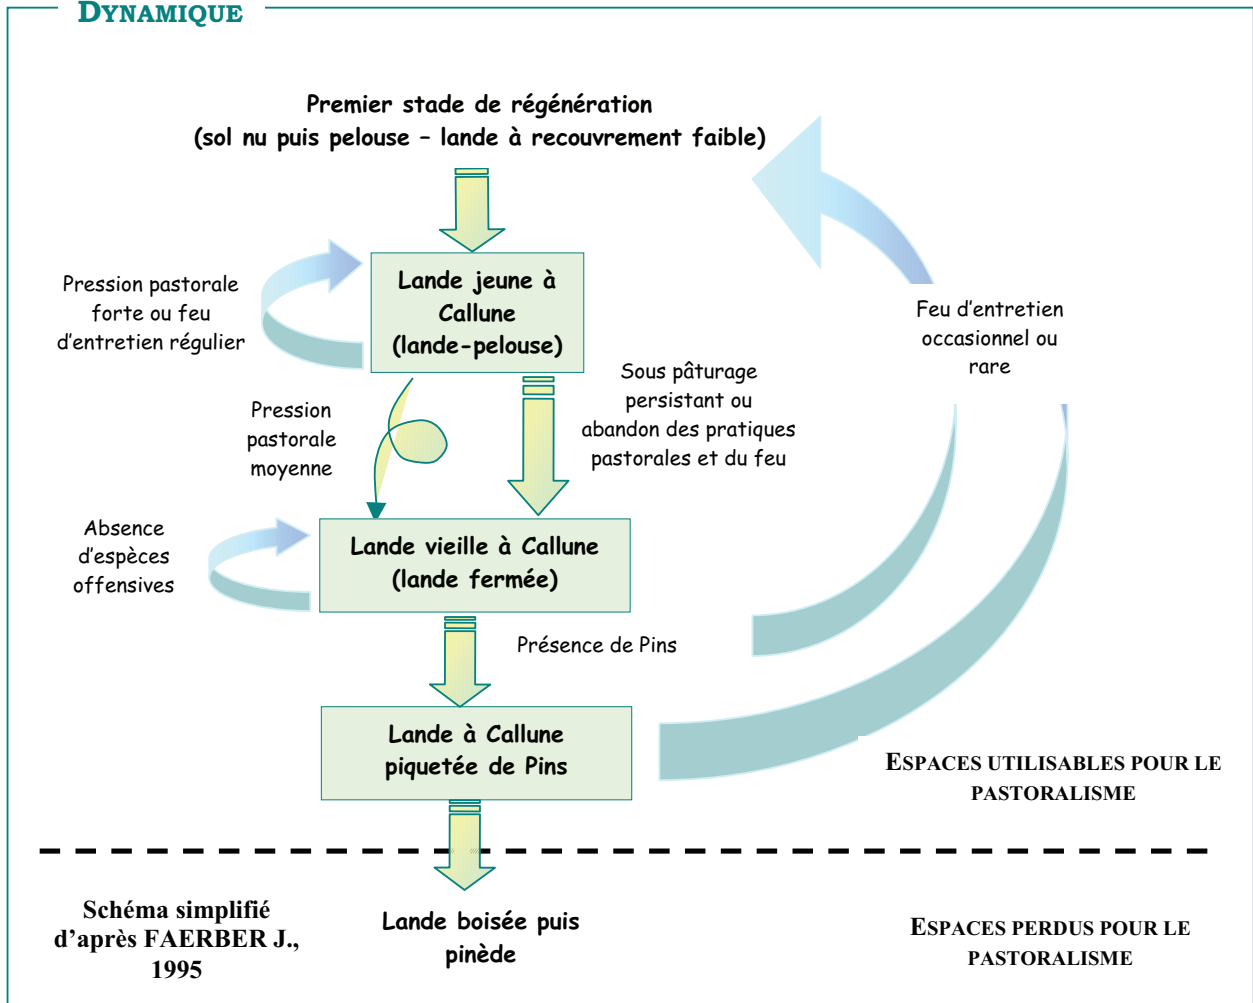 DYNAMIQUE
Premier stade de régénération
(sol nu puis pelouse – lande à recouvrement faible)
Pression pastorale
forte ou feu
d'entretien régulier
Lande jeune à
Callune
(lande-pelouse)
Feu d'entretien
occasionnel ou
rare
Pression
pastorale
moyenne
Sous pâturage
persistant ou
abandon des pratiques
pastorales et du feu
Absence
d'espèces
offensives
Lande vieille à Callune
(lande fermée)
Présence de Pins
Lande à Callune
piquetée de Pins
ESPACES UTILISABLES POUR LE
PASTORALISME
Schéma simplifié
d'après FAERBER J.,
1995
Lande boisée puis
pinède
ESPACES PERDUS POUR LE
PASTORALISME